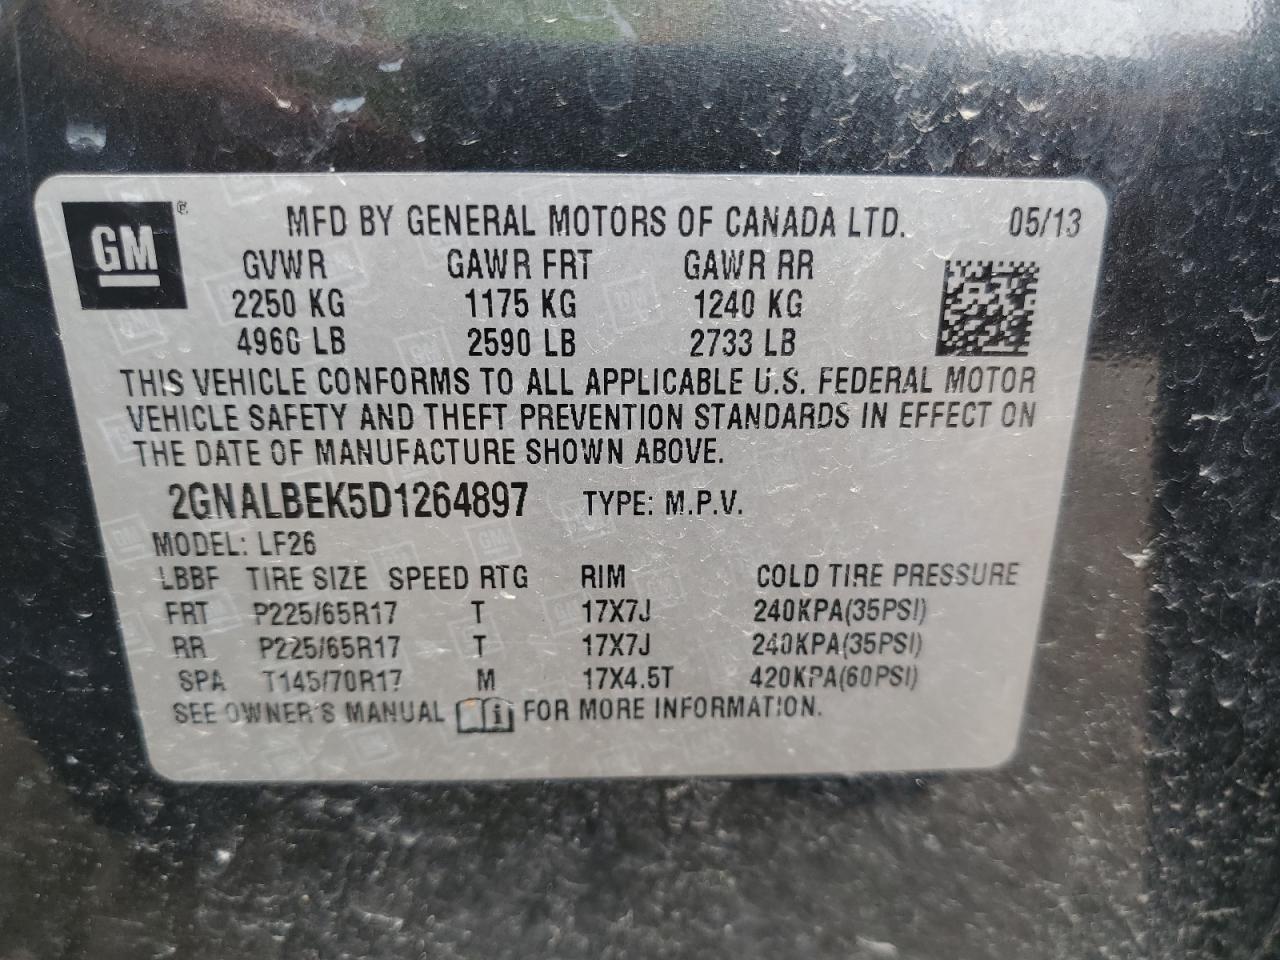 GM ® MFD BY GENERAL MOTORS OF CANADA LTD. 05/13
GVWR GAWR FRT GAWR RR
2250 KG 1175 KG 1240 KG
4960 LB 2590 LB 2733 LB
THIS VEHICLE CONFORMS TO ALL APPLICABLE U.S. FEDERAL MOTOR
VEHICLE SAFETY AND THEFT PREVENTION STANDARDS IN EFFECT ON
THE DATE OF MANUFACTURE SHOWN ABOVE.
2GNALBEK5D1264897 TYPE: M.P.V.
MODEL: LF26
LBBF TIRE SIZE SPEED RTG RIM COLD TIRE PRESSURE
FRT P225/65R17 T 17X7J 240KPA(35PSI)
RR P225/65R17 T 17X7J 240KPA(35PSI)
SPA T145/70R17 M 17X4.5T 420KPA(60PSI)
SEE OWNER'S MANUAL i FOR MORE INFORMATION.